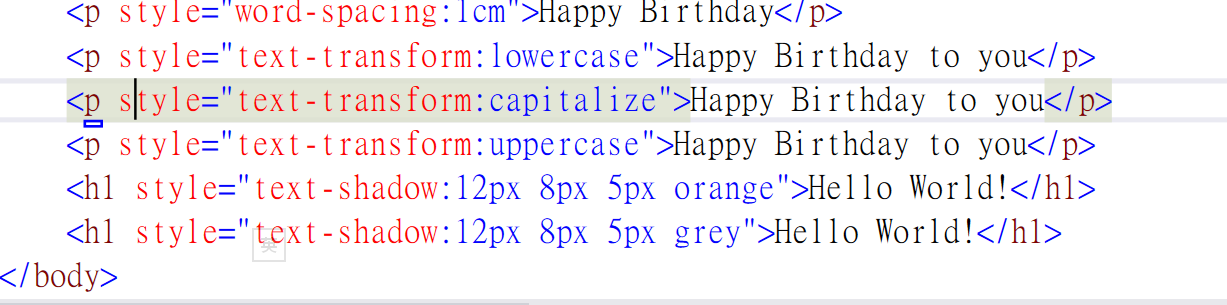 <p style="word-spacing:1cm">Happy Birthday</p>
<p style="text-transform:lowercase">Happy Birthday to you</p>
<p style="text-transform:capitalize">Happy Birthday to you</p>
<p style="text-transform:uppercase">Happy Birthday to you</p>
<h1 style="text-shadow:12px 8px 5px orange">Hello World!</h1>
<h1 style="text-shadow:12px 8px 5px grey">Hello World!</h1>
英
</body>